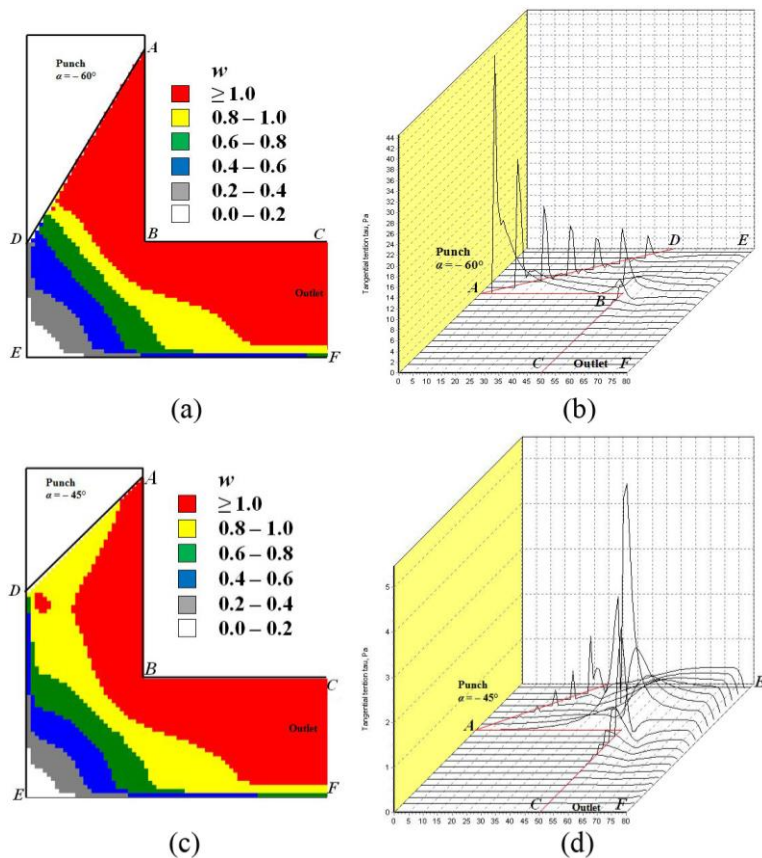 Punch
α = – 60°
A
w
≥ 1.0
0.8 – 1.0
0.6 – 0.8
0.4 – 0.6
0.2 – 0.4
0.0 – 0.2
D
B
C
Outlet
E
F
(a)
44
42
40
38
36
34
32
30
28
26
24
22
20
18
16
14
12
10
8
6
4
2
0
Tangential tention tau, Pa
Punch
α = – 60°
A
D
E
B
C
Outlet
F
0 5 10 15 20 25 30 35 40 45 50 55 60 65 70 75 80
(b)
Punch
α = – 45°
A
w
≥ 1.0
0.8 – 1.0
0.6 – 0.8
0.4 – 0.6
0.2 – 0.4
0.0 – 0.2
D
B
C
Outlet
E
F
(c)
5
4
3
2
1
0
Tangential tention tau, Pa
Punch
α = – 45°
A
E
C
Outlet
F
0 5 10 15 20 25 30 35 40 45 50 55 60 65 70 75 80
(d)